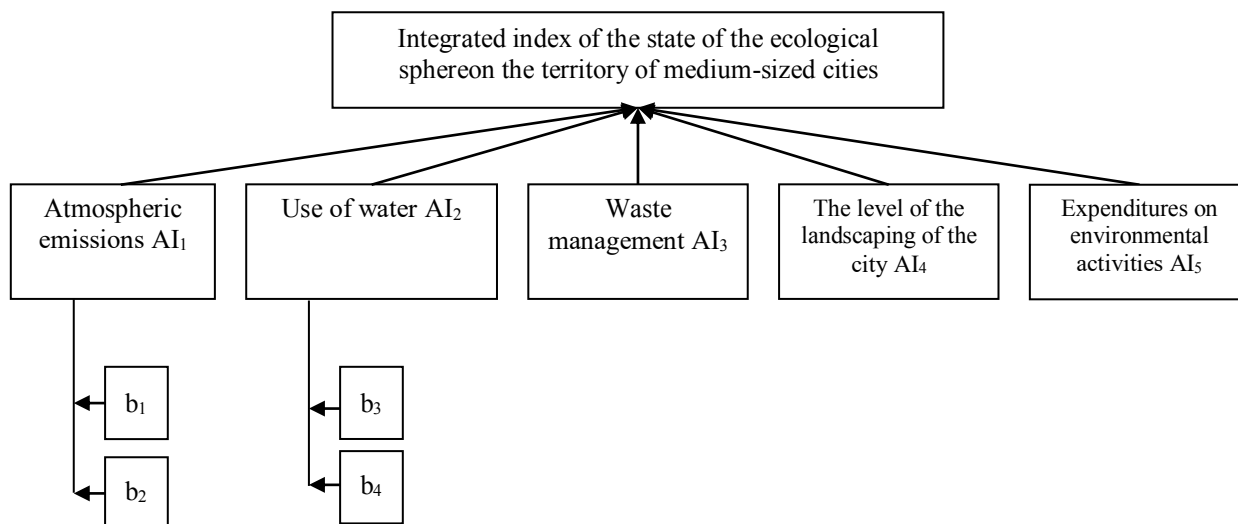 Integrated index of the state of the ecological
sphereon the territory of medium-sized cities
Atmospheric
emissions AI₁
Use of water AI₂
Waste
management AI₃
The level of the
landscaping of the
city AI₄
Expenditures on
environmental
activities AI₅
b₁
b₃
b₂
b₄